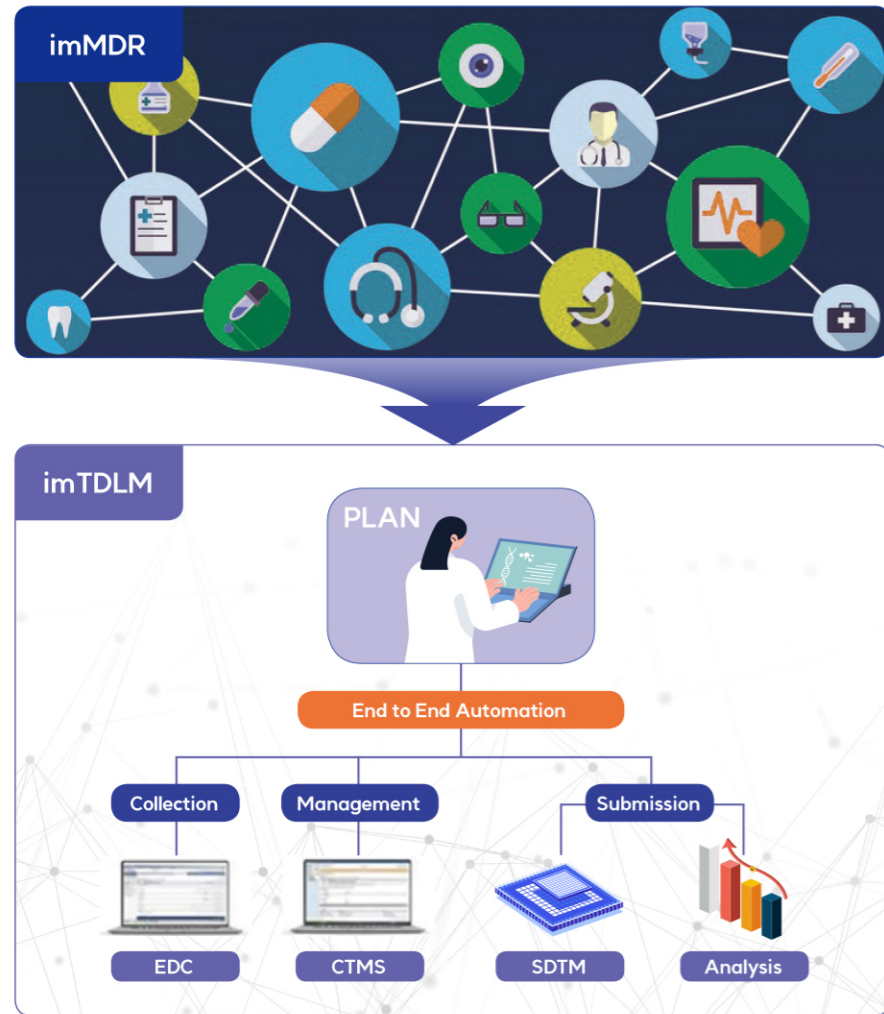 imMDR
imTDLM
PLAN
End to End Automation
Collection
Management
Submission
EDC
CTMS
SDTM
Analysis